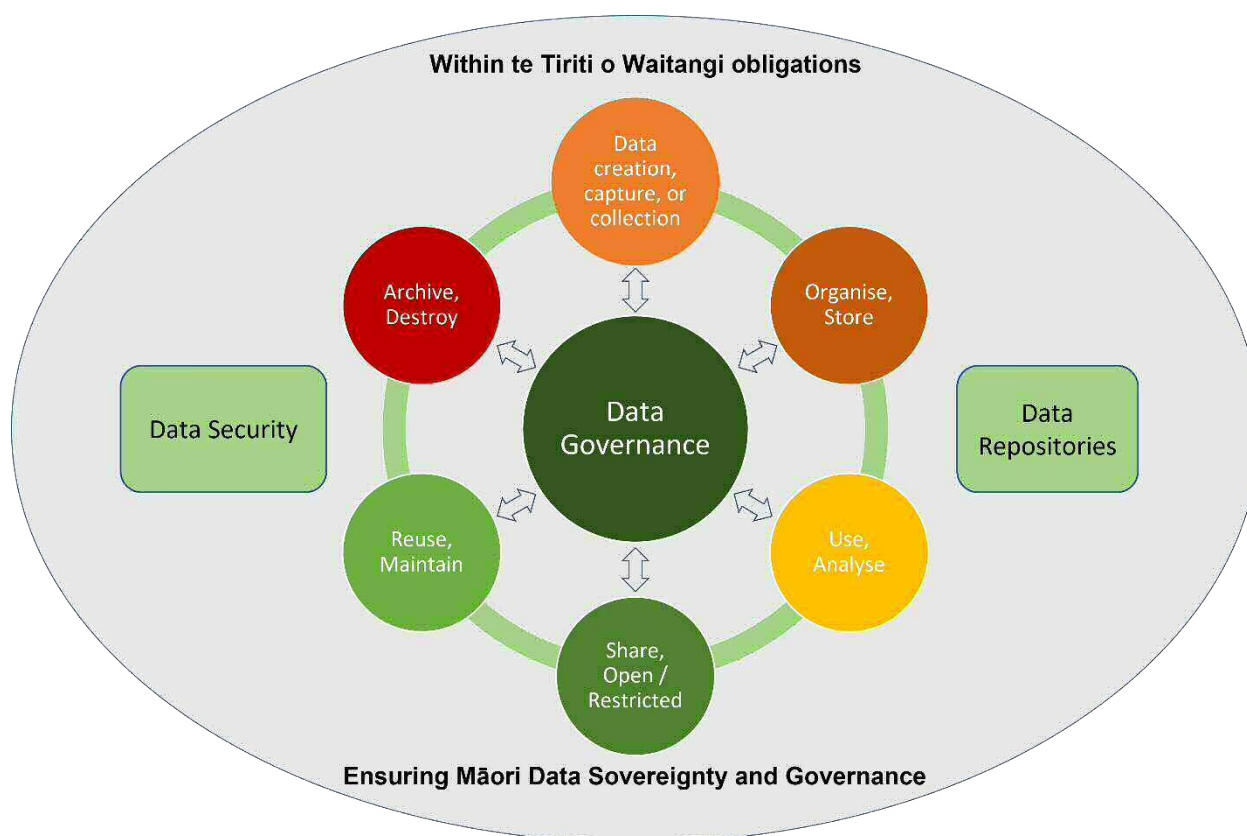 Within te Tiriti o Waitangi obligations
Data
creation,
capture, or
collection
Archive,
Destroy
Organise,
Store
Data Security
Data
Governance
Data
Repositories
Reuse,
Maintain
Use,
Analyse
Share,
Open /
Restricted
Ensuring Māori Data Sovereignty and Governance